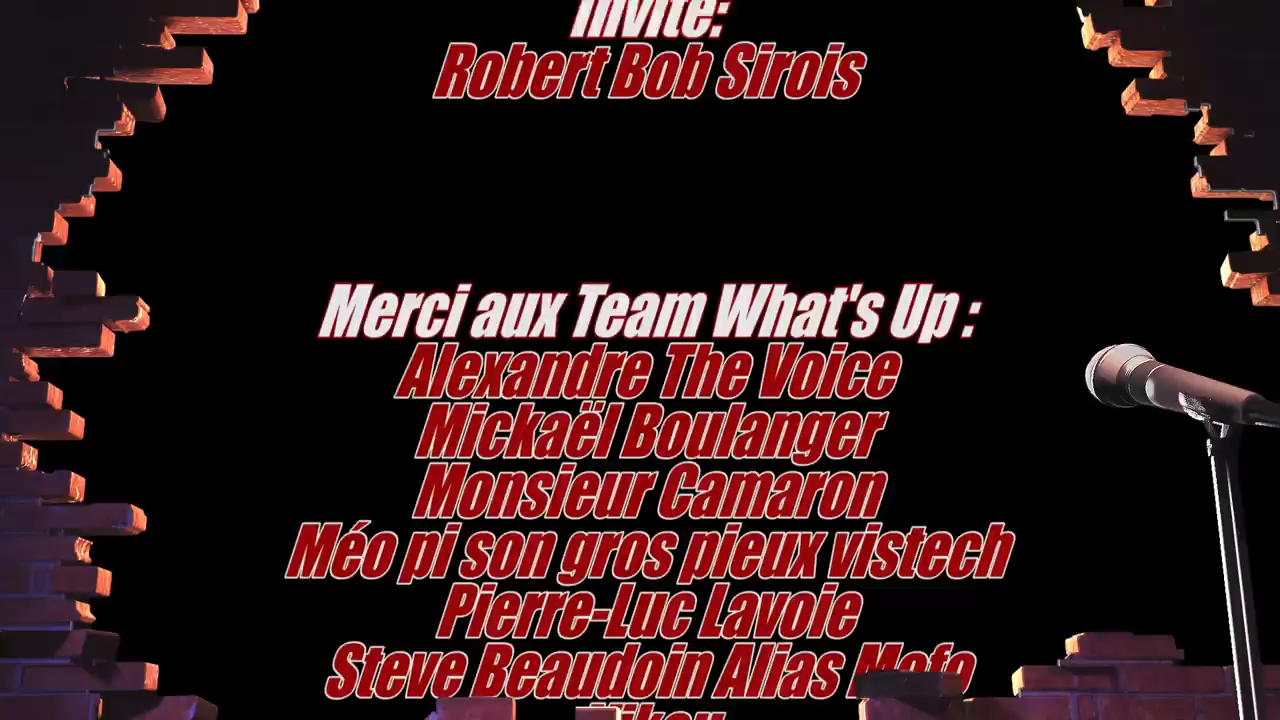 Invité:
Robert Bob Sirois
Merci aux Team What's Up :
Alexandre The Voice
Mickaël Boulanger
Monsieur Camaron
Méo pi son gros pieux vistech
Pierre-Luc Lavoie
Steve Beaudoin Alias Mofo